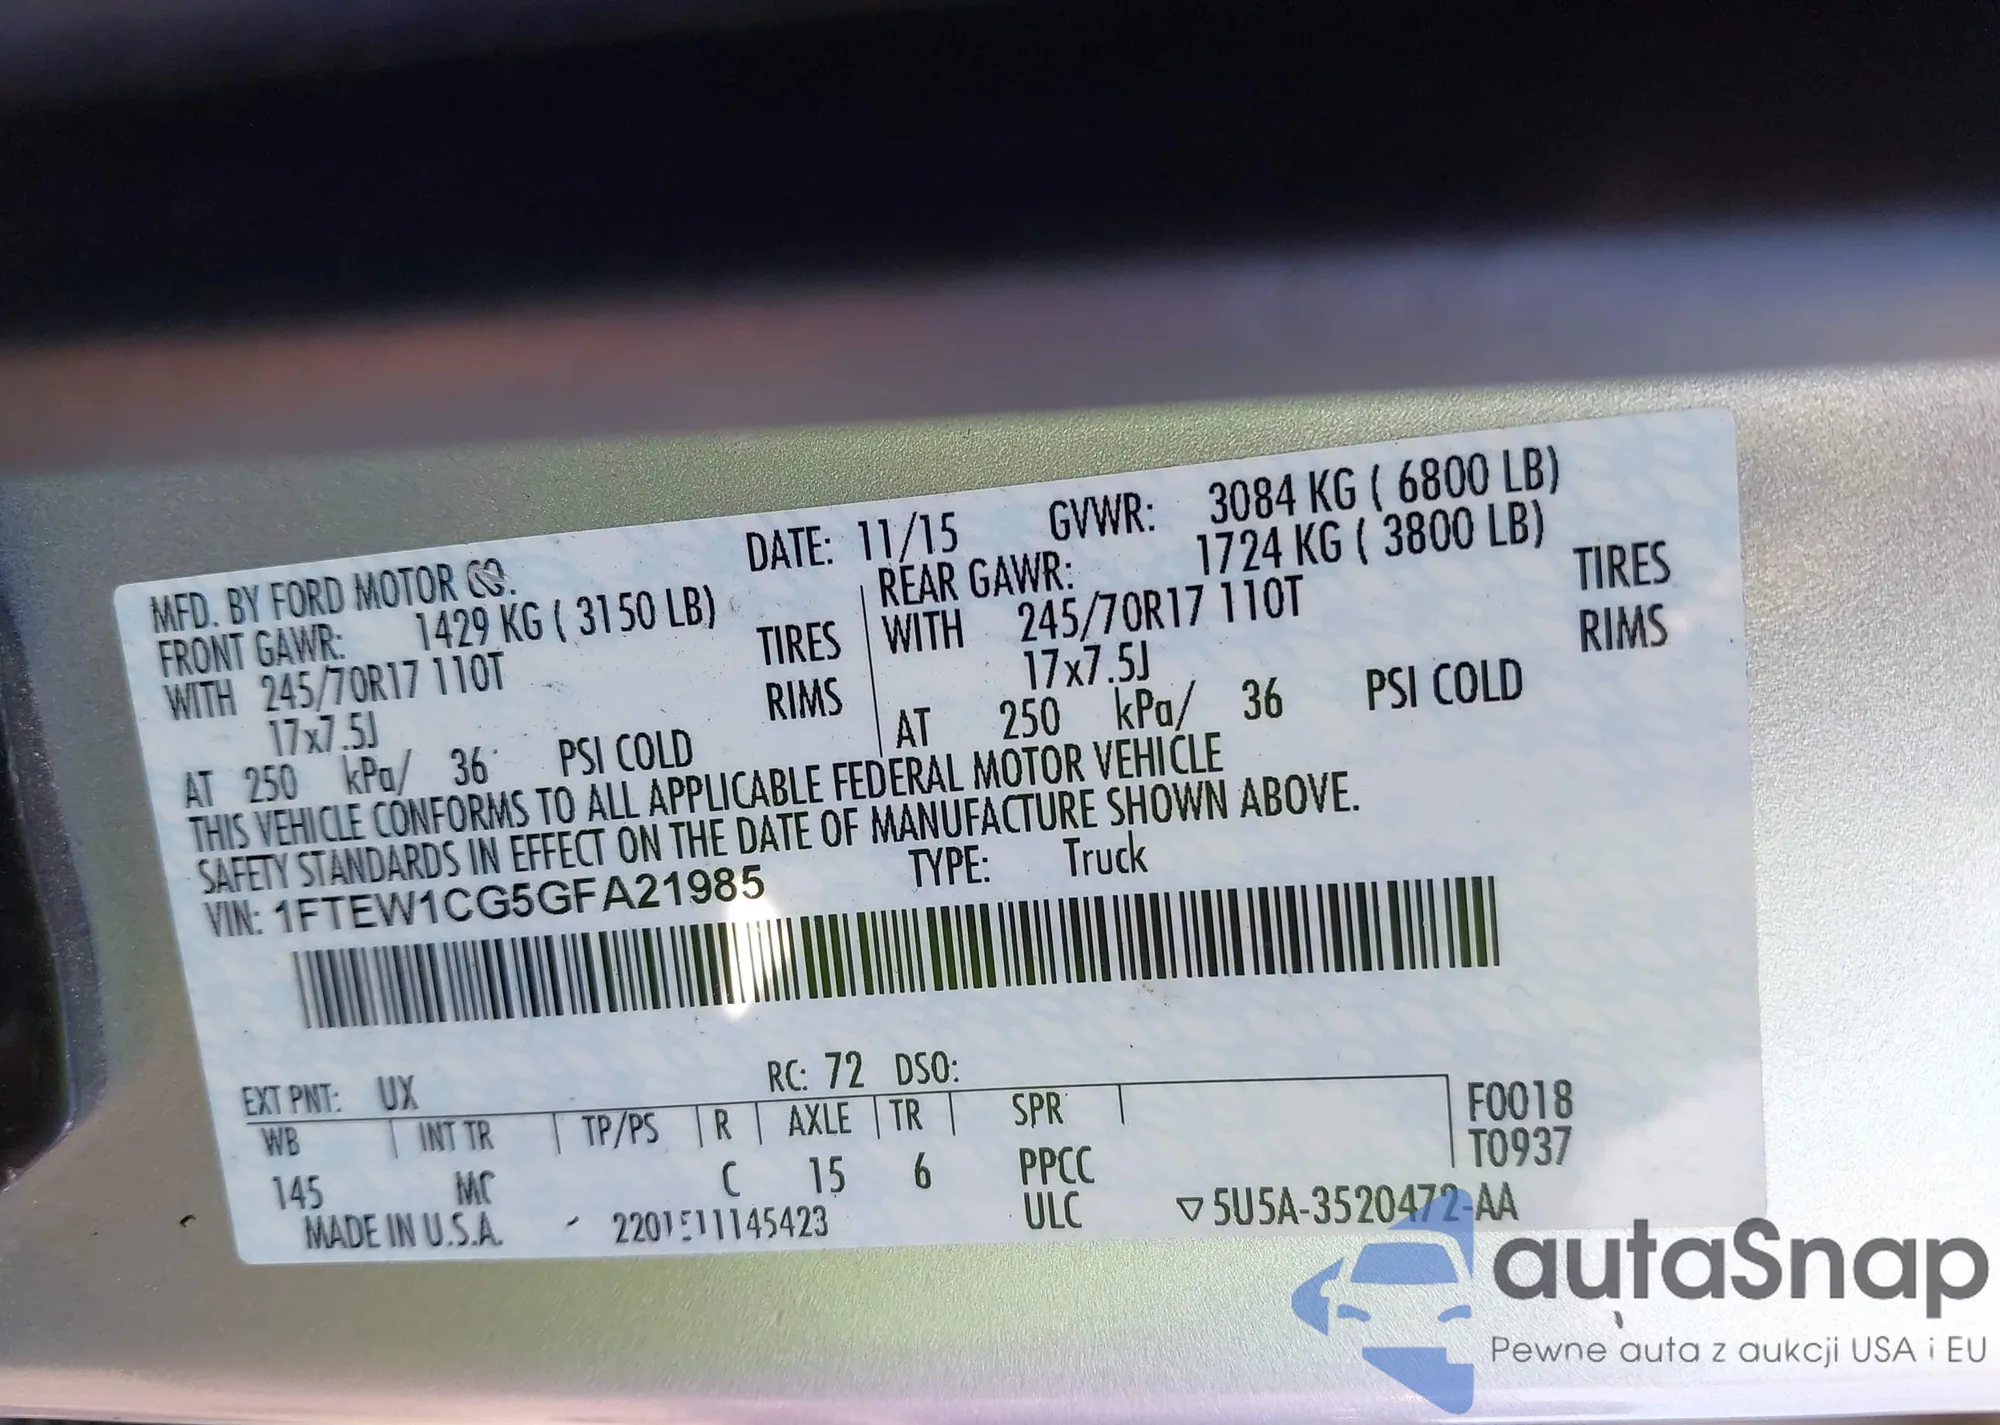 MFD. BY FORD MOTOR CO.
DATE: 11/15 GVWR: 3084 KG ( 6800 LB)
FRONT GAWR: 1429 KG ( 3150 LB)
WITH 245/70R17 110T TIRES
17x7.5J RIMS
AT 250 kPa/ 36 PSI COLD
REAR GAWR: 1724 KG ( 3800 LB)
WITH 245/70R17 110T TIRES
17x7.5J RIMS
AT 250 kPa/ 36 PSI COLD
THIS VEHICLE CONFORMS TO ALL APPLICABLE FEDERAL MOTOR VEHICLE
SAFETY STANDARDS IN EFFECT ON THE DATE OF MANUFACTURE SHOWN ABOVE.
VIN: 1FTEW1CG5GFA21985 TYPE: Truck
EXT PNT: UX RC: 72 DSO:
WB INT TR TP/PS R AXLE TR SPR
145 MC C 15 6 PPCC
F0018
T0937
MADE IN U.S.A. 2201511145423 ULC ▽5U5A-3520472-AA
autaSnap
Pewne auta z aukcji USA i EU